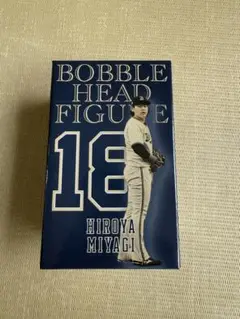 BOBBLE
HEAD
FIGURE
18
HIROYA
MIYAGI